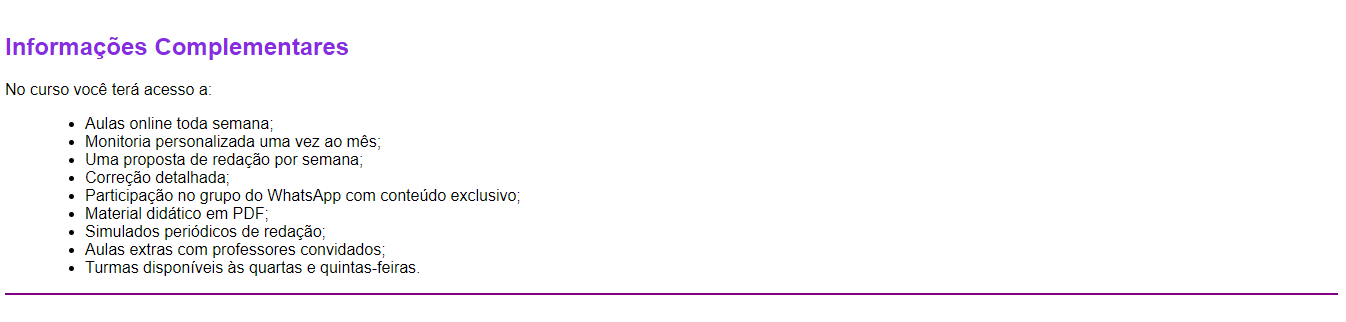 Informações Complementares
No curso você terá acesso a:
• Aulas online toda semana;
• Monitoria personalizada uma vez ao mês;
• Uma proposta de redação por semana;
• Correção detalhada;
• Participação no grupo do WhatsApp com conteúdo exclusivo;
• Material didático em PDF;
• Simulados periódicos de redação;
• Aulas extras com professores convidados;
• Turmas disponíveis às quartas e quintas-feiras.